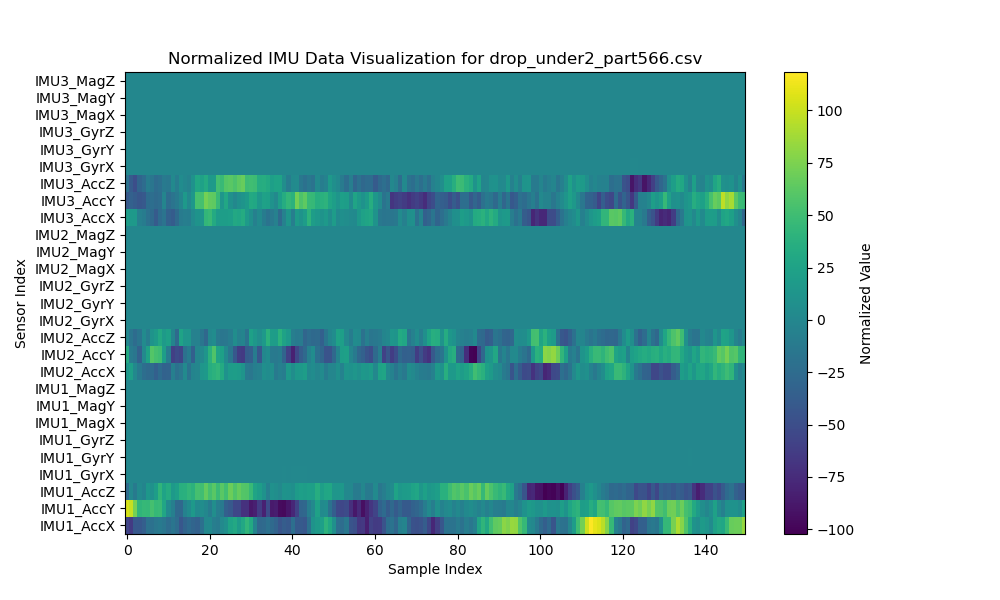 Normalized IMU Data Visualization for drop_under2_part566.csv
IMU3_MagZ
IMU3_MagY
IMU3_MagX
IMU3_GyrZ
IMU3_GyrY
IMU3_GyrX
IMU3_AccZ
IMU3_AccY
IMU3_AccX
IMU2_MagZ
IMU2_MagY
IMU2_MagX
IMU2_GyrZ
IMU2_GyrY
IMU2_GyrX
IMU2_AccZ
IMU2_AccY
IMU2_AccX
IMU1_MagZ
IMU1_MagY
IMU1_MagX
IMU1_GyrZ
IMU1_GyrY
IMU1_GyrX
IMU1_AccZ
IMU1_AccY
IMU1_AccX
Sensor Index
0 20 40 60 80 100 120 140
Sample Index
100
75
50
25
0
−25
−50
−75
−100
Normalized Value